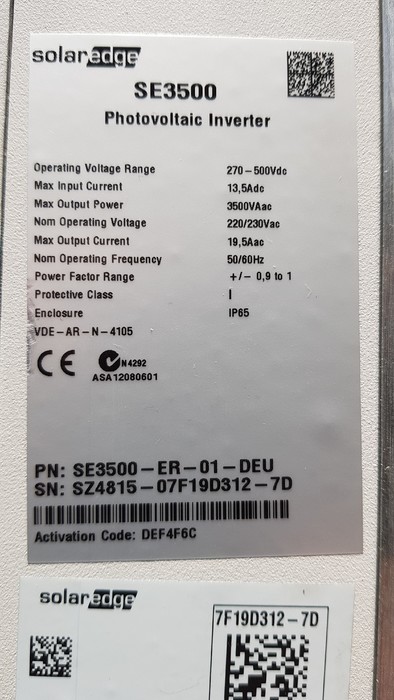 solaredge
SE3500
Photovoltaic Inverter
Operating Voltage Range 270-500Vdc
Max Input Current 13,5Adc
Max Output Power 3500VAac
Nom Operating Voltage 220/230Vac
Max Output Current 19,5Aac
Nom Operating Frequency 50/60Hz
Power Factor Range +/- 0,9 to 1
Protective Class I
Enclosure IP65
VDE-AR-N-4105
CE N4292
ASA12080601
PN: SE3500-ER-01-DEU
SN: SZ4815-07F19D312-7D
Activation Code: DEF4F6C
solaredge
7F19D312-7D